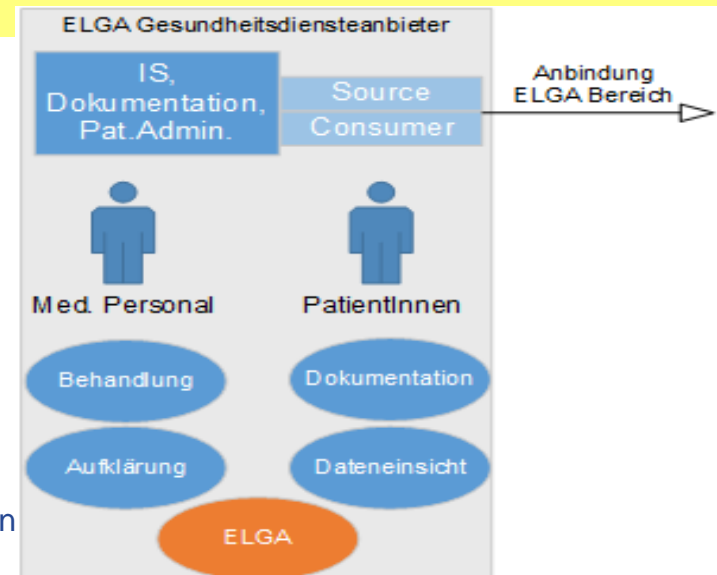 ELGA Gesundheitsdiensteanbieter
IS,
Dokumentation,
Pat.Admin.
Source
Consumer
Anbindung
ELGA Bereich
Med. Personal
PatientInnen
Behandlung
Dokumentation
Aufklärung
Dateneinsicht
n
ELGA